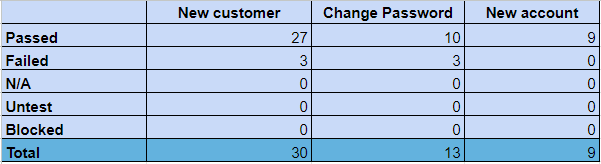 New customer Change Password New account
Passed 27 10 9
Failed 3 3 0
N/A 0 0 0
Untest 0 0 0
Blocked 0 0 0
Total 30 13 9